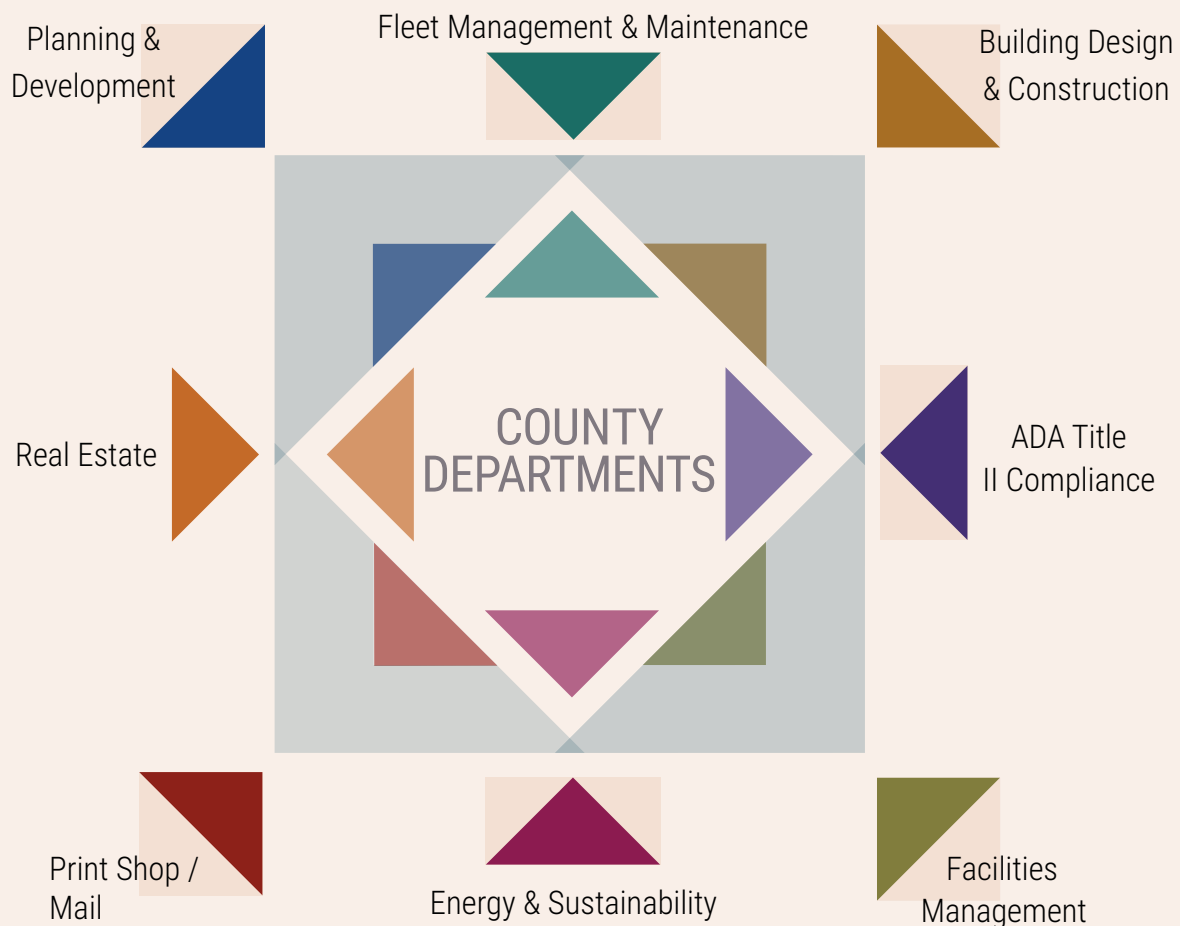 Planning &
Development
Fleet Management & Maintenance
Building Design
& Construction
Real Estate
COUNTY
DEPARTMENTS
ADA Title
II Compliance
Print Shop /
Mail
Energy & Sustainability
Facilities
Management